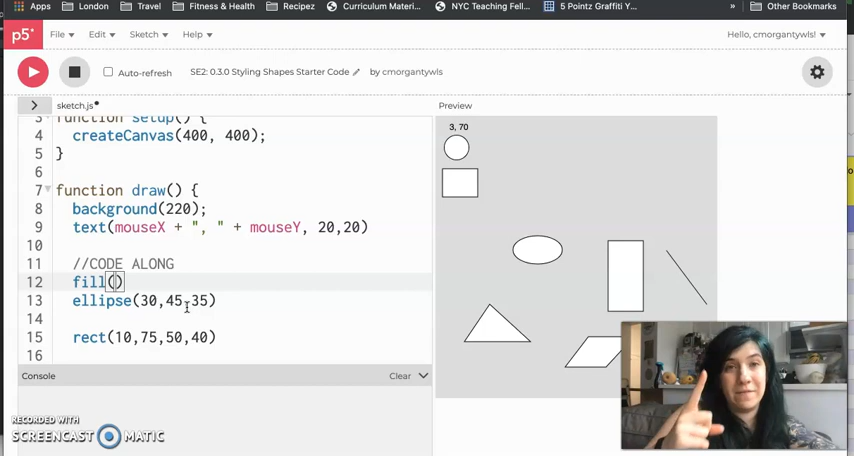 Apps London Travel Fitness & Health Recipez Curriculum Materi... NYC Teaching Fell... 5 Pointz Graffiti Y... » Other Bookmarks
p5* File Edit Sketch Help Hello, cmorgantywls!
Auto-refresh SE2: 0.3.0 Styling Shapes Starter Code by cmorgantywls
> sketch.js Preview
3 function setup() {
4 createCanvas(400, 400);
5 }
6
7 function draw() {
8 background(220);
9 text(mouseX + ", " + mouseY, 20,20)
10
11 //CODE ALONG
12 fill()
13 ellipse(30,45,35)
14
15 rect(10,75,50,40)
16
3, 70
Console Clear
RECORDED WITH
SCREENCAST MATIC